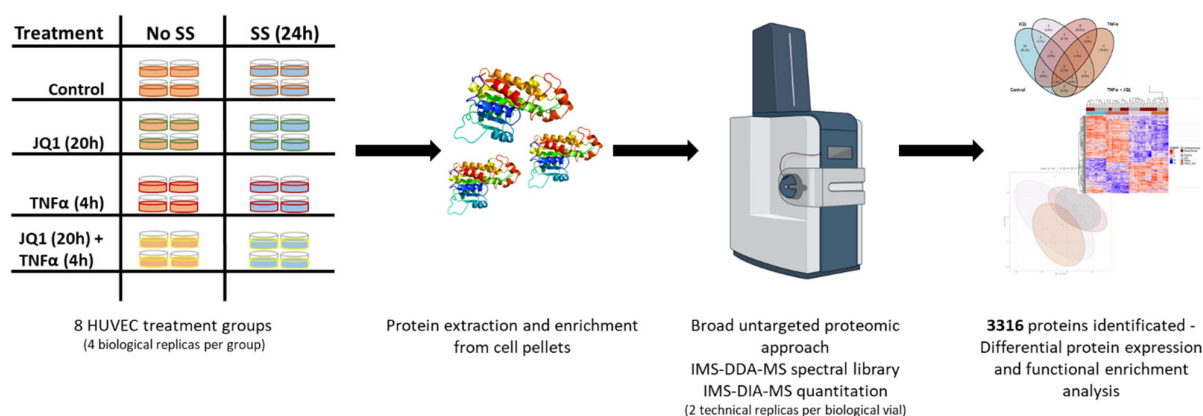 Treatment No SS SS (24h)
Control
JQ1 (20h)
TNFα (4h)
JQ1 (20h) +
TNFα (4h)
8 HUVEC treatment groups
(4 biological replicas per group)
Protein extraction and enrichment
from cell pellets
Broad untargeted proteomic
approach
IMS-DDA-MS spectral library
IMS-DIA-MS quantitation
(2 technical replicas per biological vial)
JQ1
TNFα
Control
TNFα + JQ1
3316 proteins identificated -
Differential protein expression
and functional enrichment
analysis